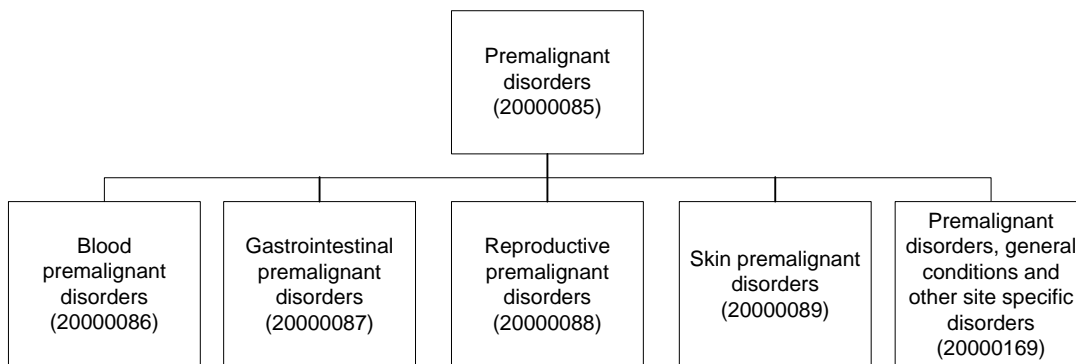 Premalignant
disorders
(20000085)
Blood
premalignant
disorders
(20000086)
Gastrointestinal
premalignant
disorders
(20000087)
Reproductive
premalignant
disorders
(20000088)
Skin premalignant
disorders
(20000089)
Premalignant
disorders, general
conditions and
other site specific
disorders
(20000169)